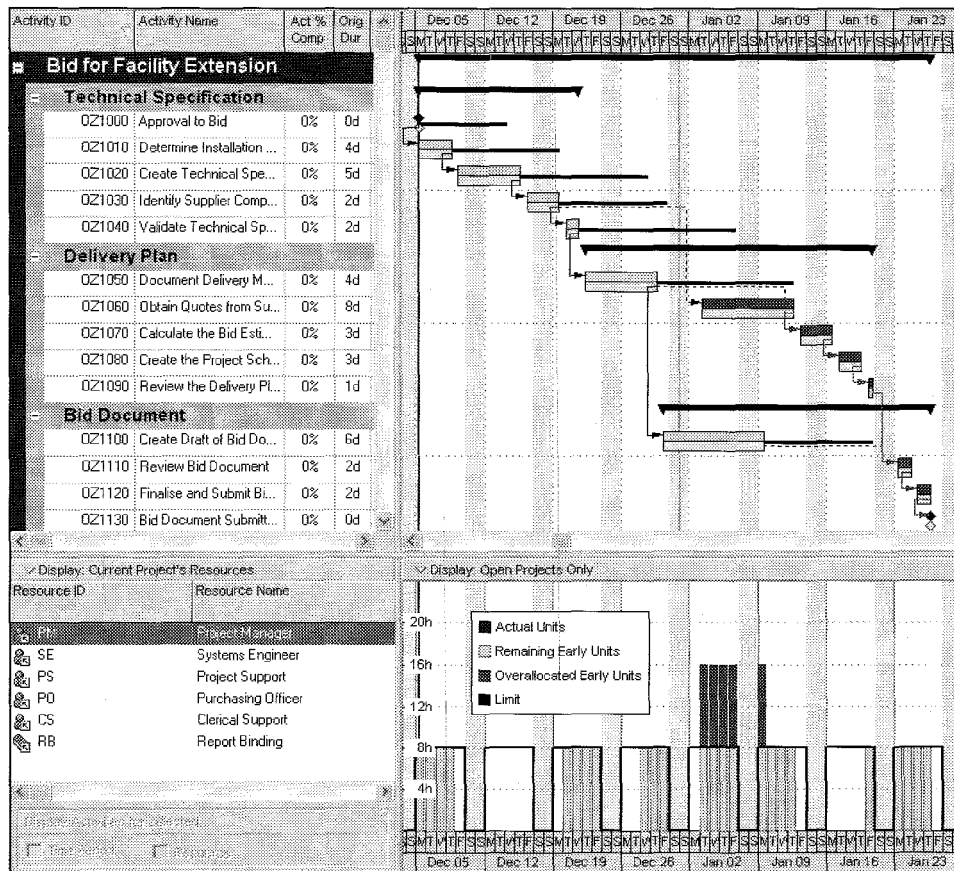 Activity ID Activity Name Act % Comp Orig Dur
Dec 05 Dec 12 Dec 19 Dec 26 Jan 02 Jan 09 Jan 16 Jan 23
S S M T W T F S S M T W T F S S M T W T F S S M T W T F S S M T W T F S S M T W T F S S M T W T F S S M T W T F S
Bid for Facility Extension
Technical Specification
OZ1000 Approval to Bid 0% 0d
OZ1010 Determine Installation ... 0% 4d
OZ1020 Create Technical Spe... 0% 5d
OZ1030 Identify Supplier Comp... 0% 2d
OZ1040 Validate Technical Sp... 0% 2d
Delivery Plan
OZ1050 Document Delivery M... 0% 4d
OZ1060 Obtain Quotes from Su... 0% 8d
OZ1070 Calculate the Bid Esti... 0% 3d
OZ1080 Create the Project Sch... 0% 3d
OZ1090 Review the Delivery Pl... 0% 1d
Bid Document
OZ1100 Create Draft of Bid Do... 0% 6d
OZ1110 Review Bid Document 0% 2d
OZ1120 Finalise and Submit Bi... 0% 2d
OZ1130 Bid Document Submitt... 0% 0d
Display: Current Project's Resources
Resource ID Resource Name
PM Project Manager
SE Systems Engineer
PS Project Support
PO Purchasing Officer
CS Clerical Support
RB Report Binding
Display: Open Projects Only
20h
16h
12h
8h
4h
Actual Units
Remaining Early Units
Overallocated Early Units
Limit
S M T W T F S S M T W T F S S M T W T F S S M T W T F S S M T W T F S S M T W T F S S M T W T F S S M T W T F S
Dec 05 Dec 12 Dec 19 Dec 26 Jan 02 Jan 09 Jan 16 Jan 23